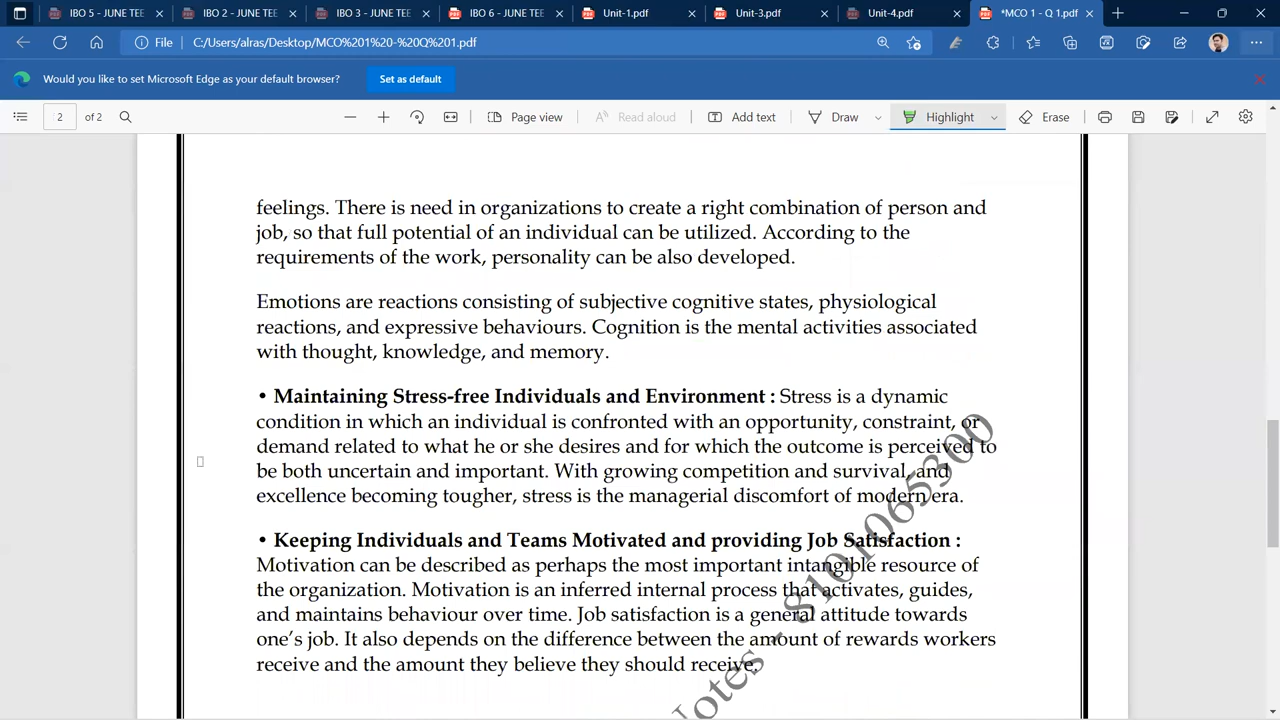 IBO 5 - JUNE TEE
IBO 2 - JUNE TEE
IBO 3 - JUNE TEE
IBO 6 - JUNE TEE
Unit-1.pdf
Unit-3.pdf
Unit-4.pdf
*MCO 1 - Q 1.pdf
File C:/Users/alras/Desktop/MCO%201%20-%20Q%201.pdf
Would you like to set Microsoft Edge as your default browser? Set as default
2 of 2 Page view Read aloud Add text Draw Highlight Erase
feelings. There is need in organizations to create a right combination of person and
job, so that full potential of an individual can be utilized. According to the
requirements of the work, personality can be also developed.
Emotions are reactions consisting of subjective cognitive states, physiological
reactions, and expressive behaviours. Cognition is the mental activities associated
with thought, knowledge, and memory.
• Maintaining Stress-free Individuals and Environment : Stress is a dynamic
condition in which an individual is confronted with an opportunity, constraint, or
demand related to what he or she desires and for which the outcome is perceived to
be both uncertain and important. With growing competition and survival, and
excellence becoming tougher, stress is the managerial discomfort of modern era.
• Keeping Individuals and Teams Motivated and providing Job Satisfaction :
Motivation can be described as perhaps the most important intangible resource of
the organization. Motivation is an inferred internal process that activates, guides,
and maintains behaviour over time. Job satisfaction is a general attitude towards
one's job. It also depends on the difference between the amount of rewards workers
receive and the amount they believe they should receive.
Notes - 8101065300